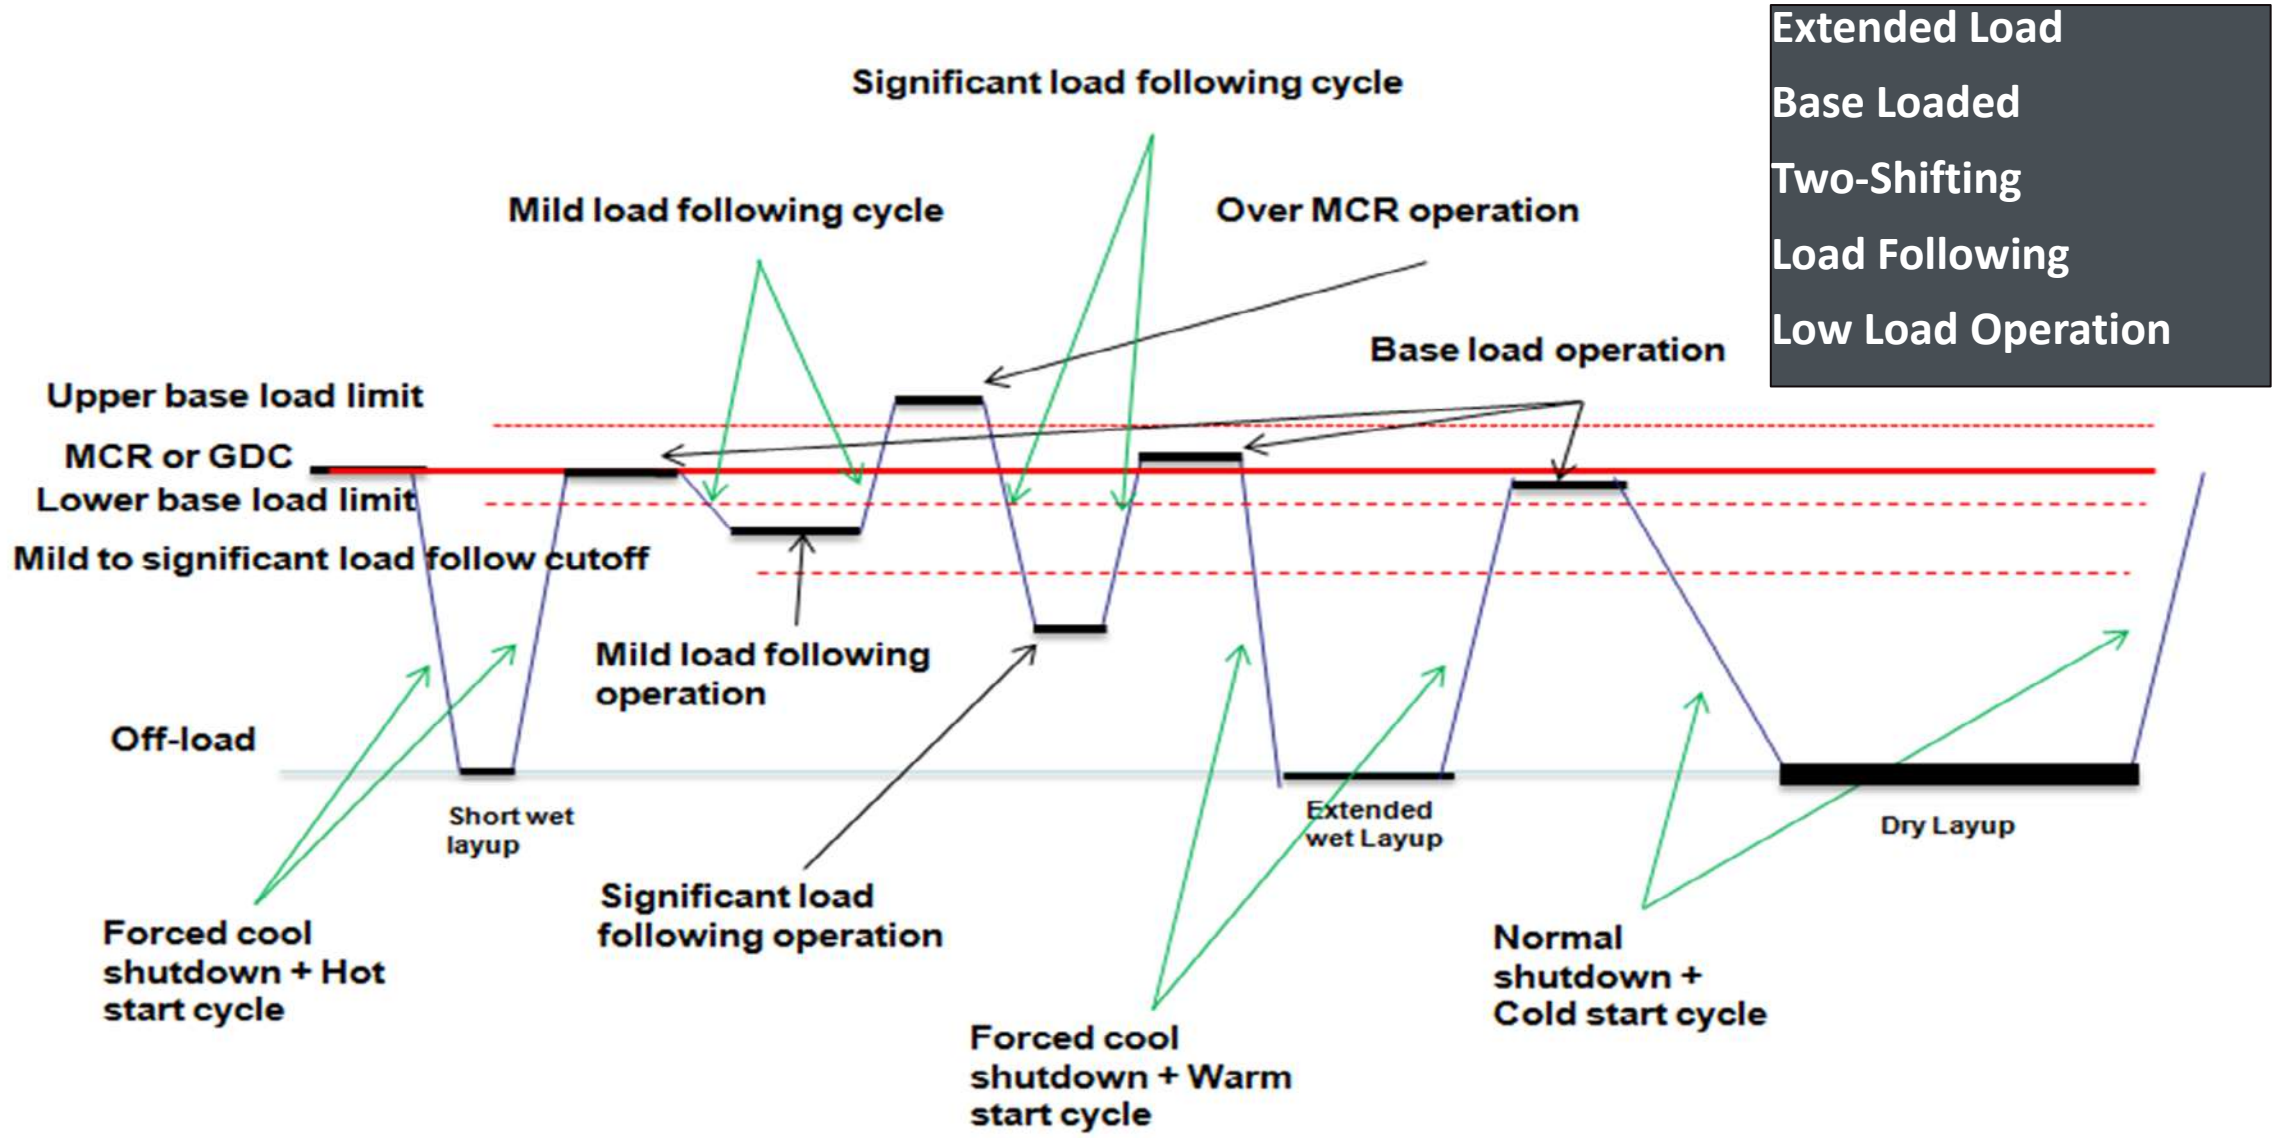 Extended Load
Base Loaded
Two-Shifting
Load Following
Low Load Operation
Significant load following cycle
Mild load following cycle
Over MCR operation
Base load operation
Upper base load limit
MCR or GDC
Lower base load limit
Mild to significant load follow cutoff
Mild load following
operation
Off-load
Short wet
layup
Extended
wet Layup
Dry Layup
Significant load
following operation
Forced cool
shutdown + Hot
start cycle
Normal
shutdown +
Cold start cycle
Forced cool
shutdown + Warm
start cycle